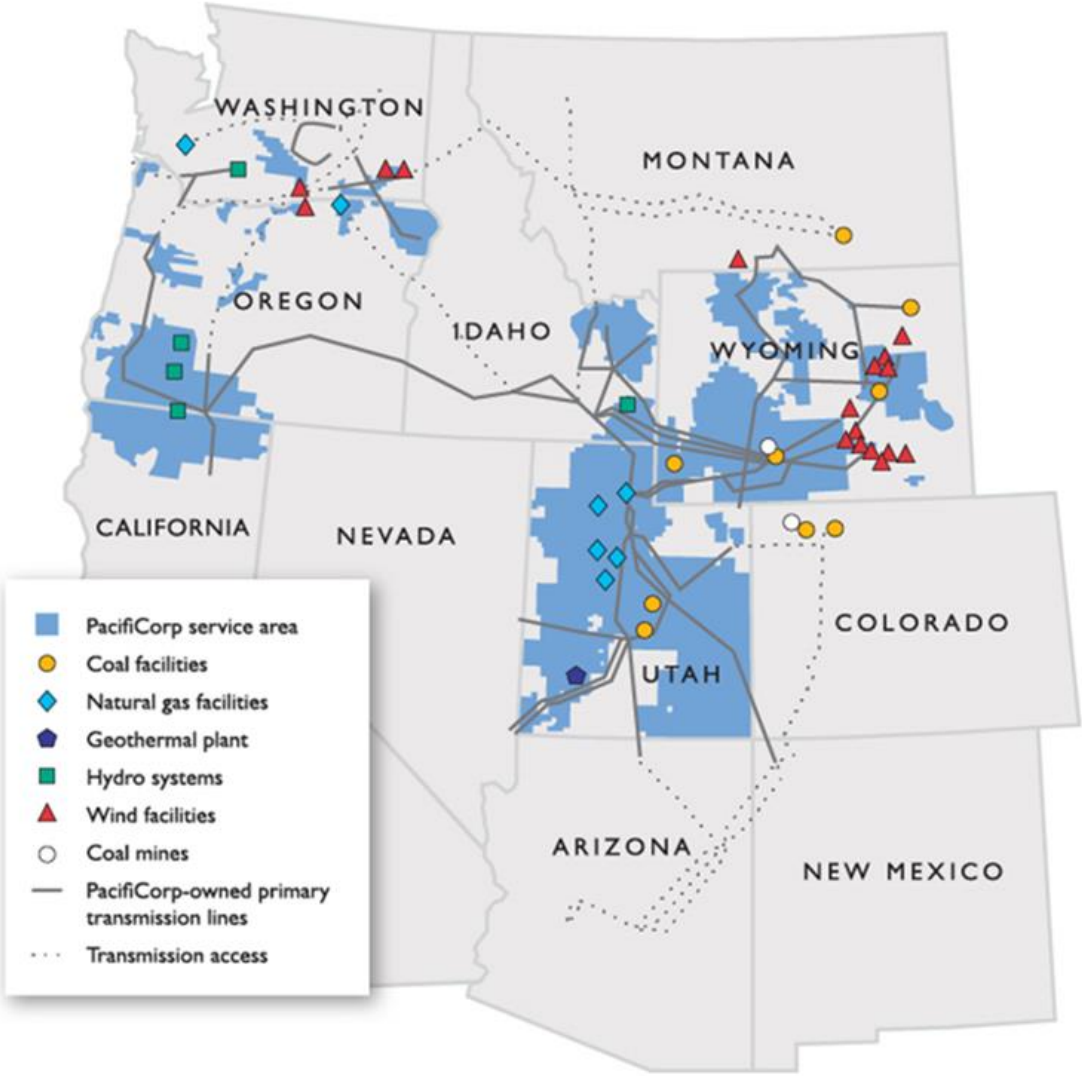 WASHINGTON
MONTANA
OREGON
IDAHO
WYOMING
CALIFORNIA
NEVADA
UTAH
COLORADO
ARIZONA
NEW MEXICO
PacifiCorp service area
Coal facilities
Natural gas facilities
Geothermal plant
Hydro systems
Wind facilities
Coal mines
PacifiCorp-owned primary
transmission lines
Transmission access